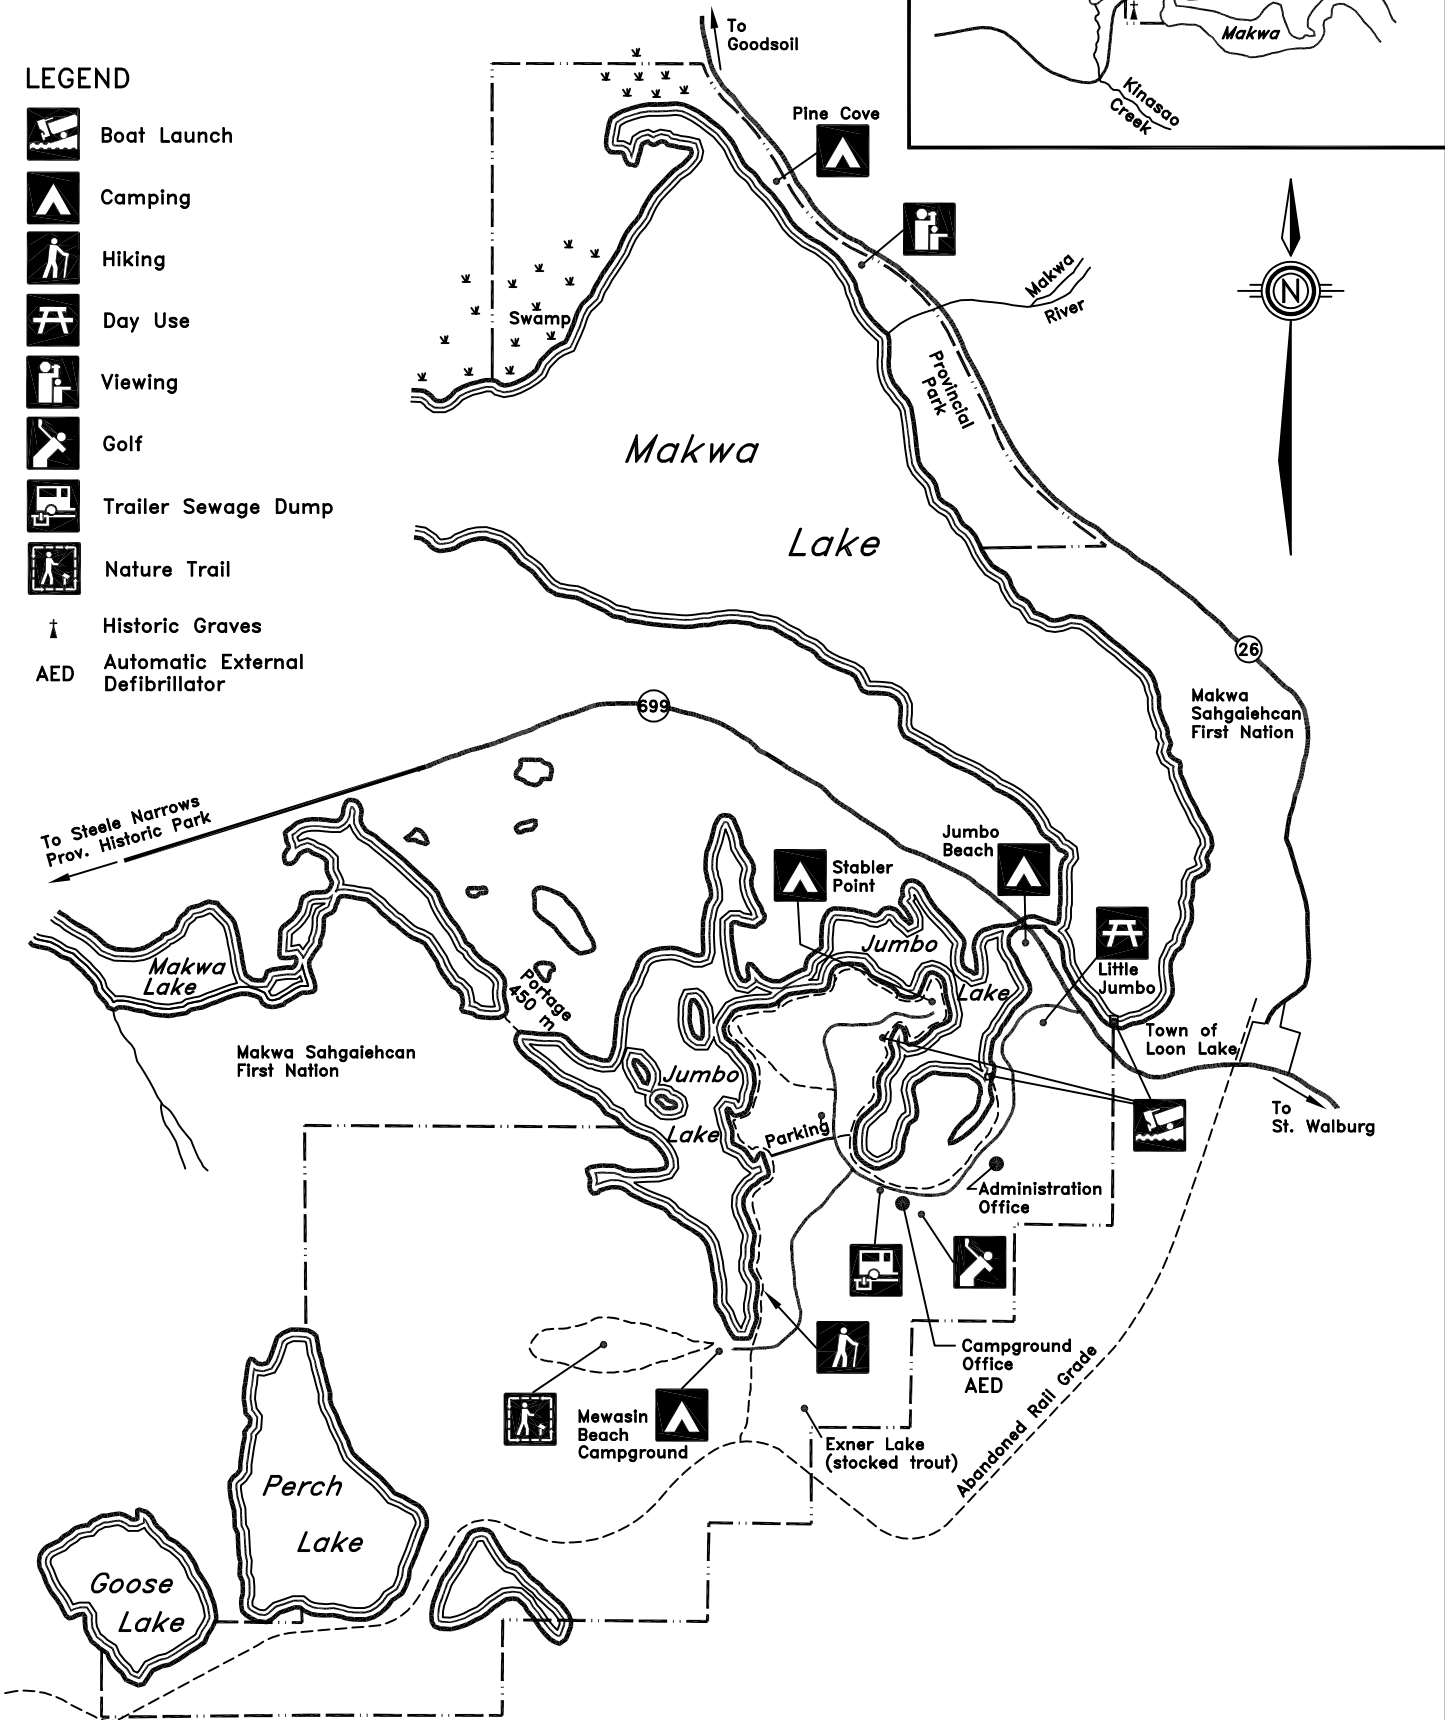 To
Goodsoil
Makwa
Kinasao
Creek
LEGEND
Boat Launch
Camping
Hiking
Day Use
Viewing
Golf
Trailer Sewage Dump
Nature Trail
Historic Graves
AED
Automatic External
Defibrillator
Pine Cove
N
Makwa
River
Swamp
Provincial
Park
Makwa
Lake
26
Makwa
Sahgaiehcan
First Nation
699
To Steele Narrows
Prov. Historic Park
Jumbo
Beach
Stabler
Point
Jumbo
Lake
Little
Jumbo
Makwa
Lake
Portage
450 m
Town of
Loon Lake
Makwa Sahgaiehcan
First Nation
Jumbo
Lake
Parking
To
St. Walburg
Administration
Office
Campground
Office
AED
Mewasin
Beach
Campground
Exner Lake
(stocked trout)
Abandoned Rail Grade
Perch
Lake
Goose
Lake